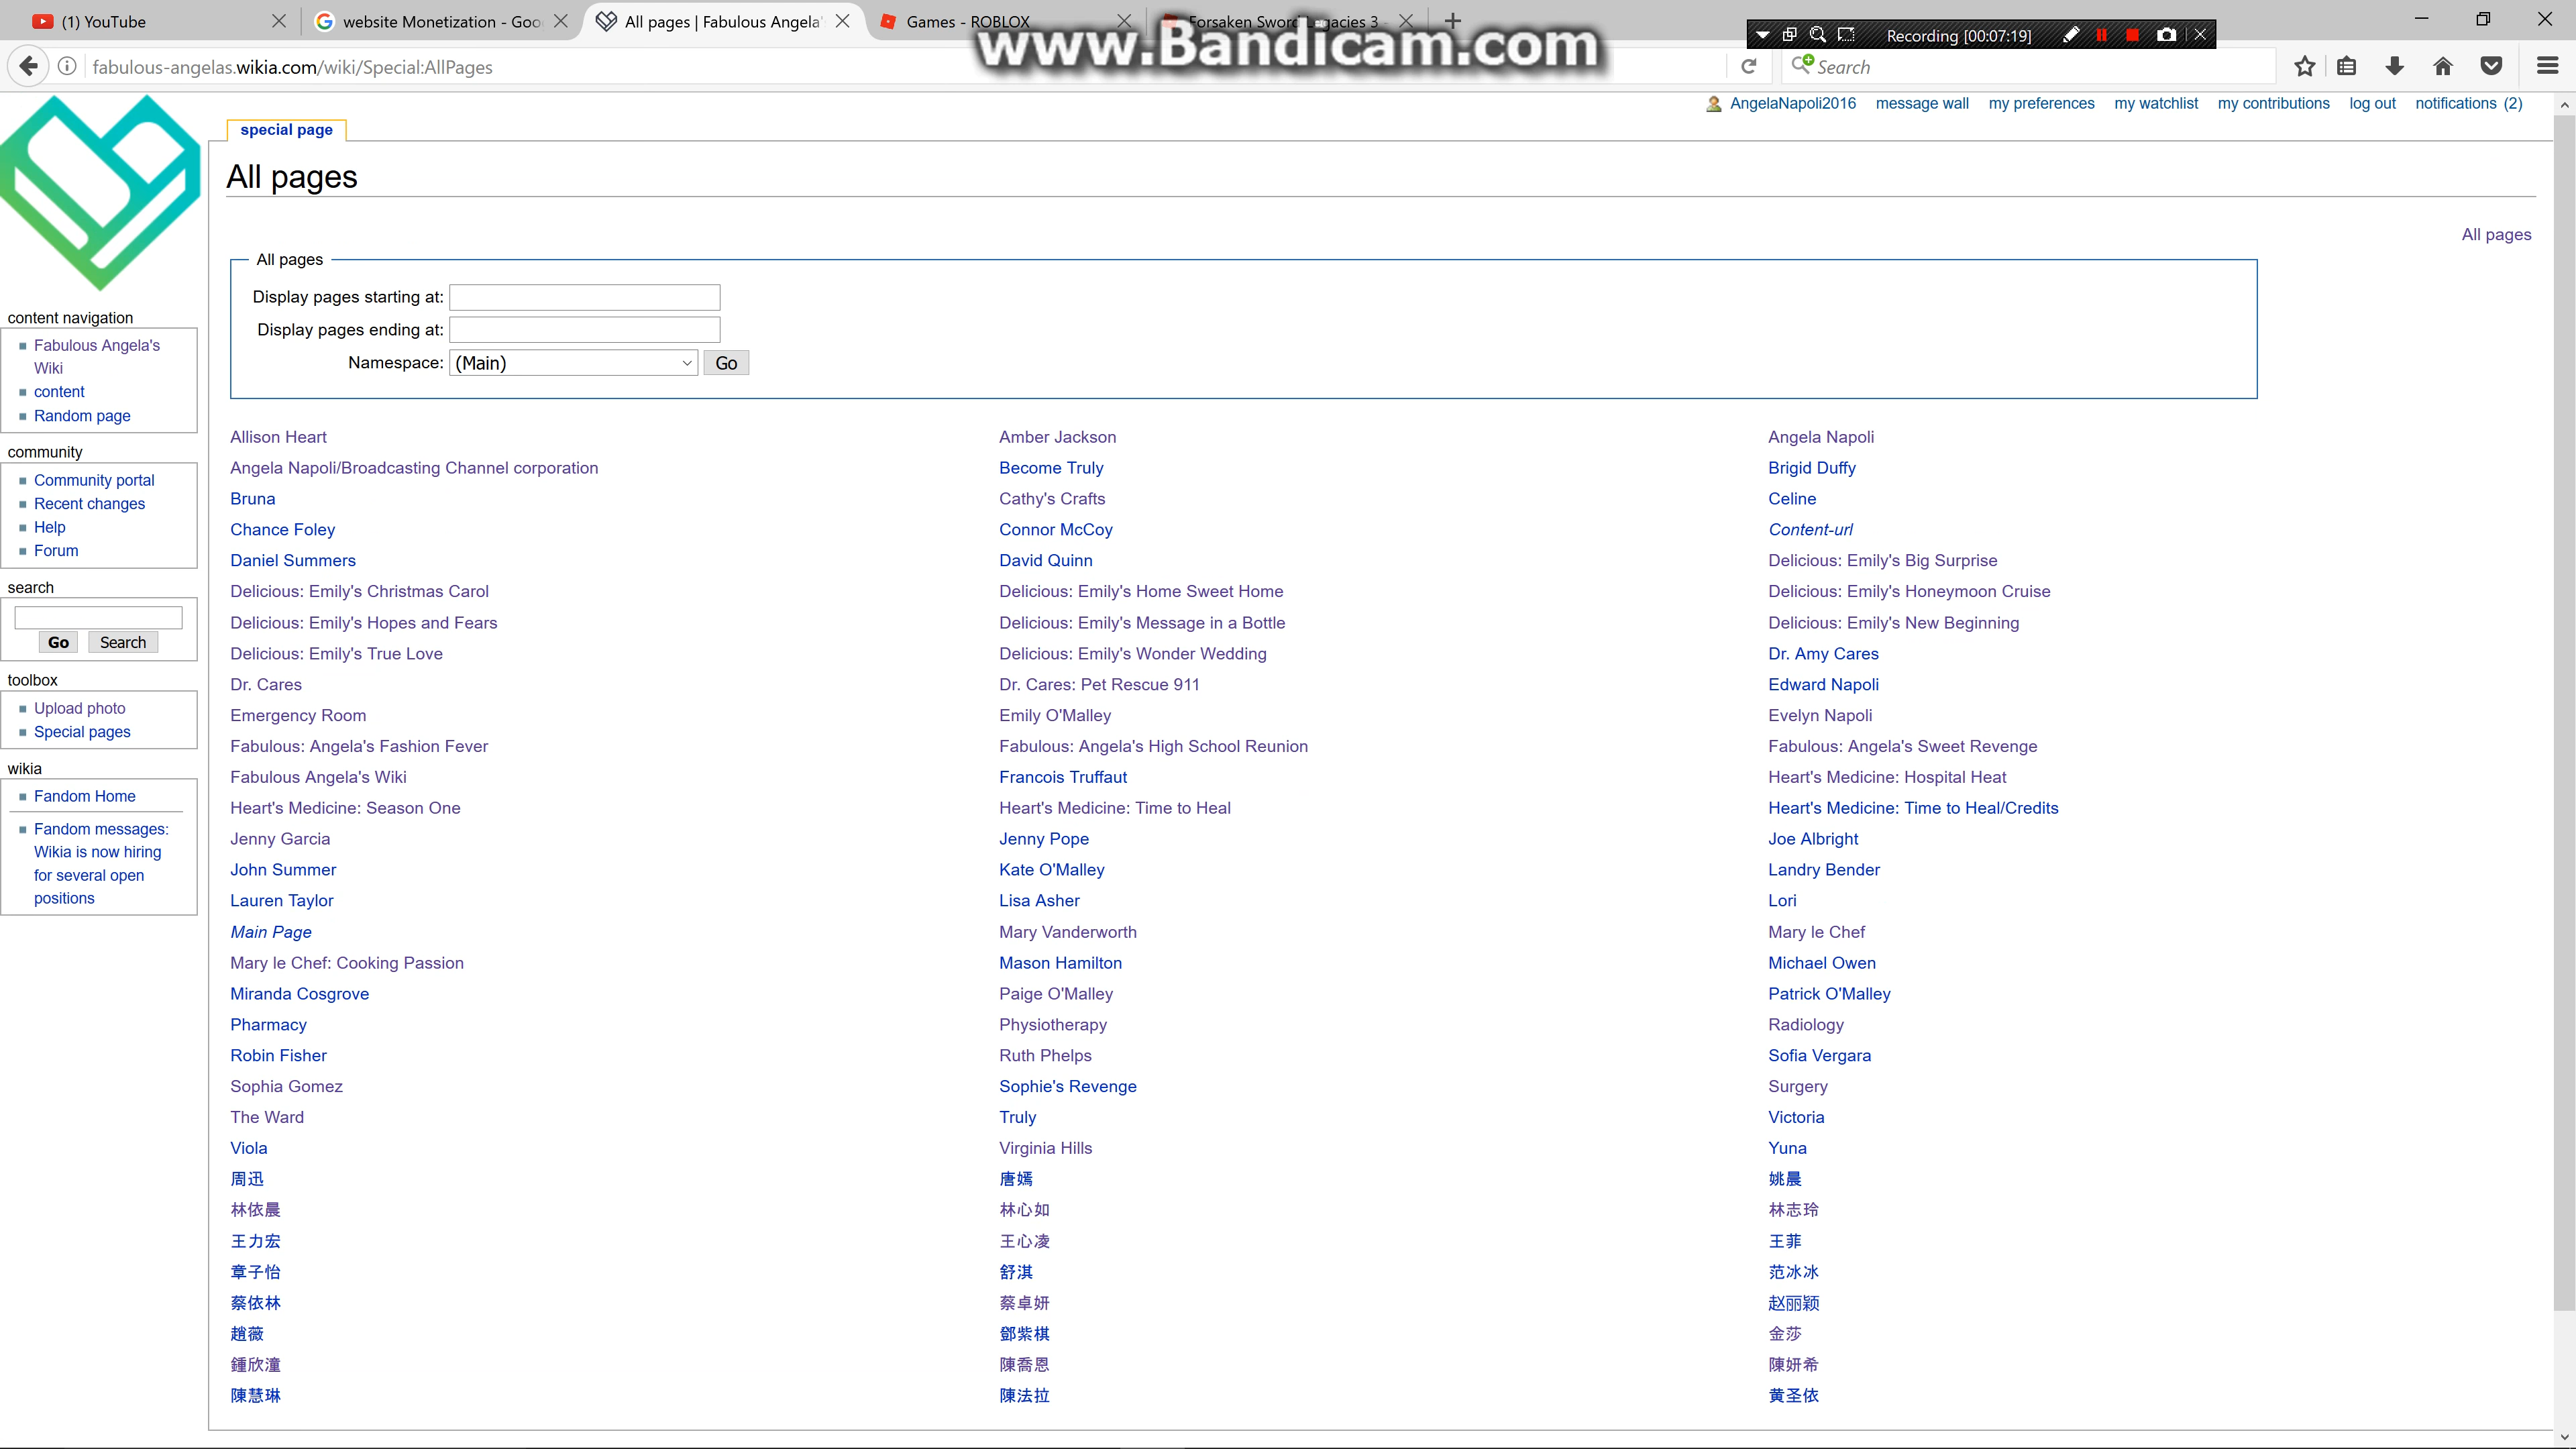 (1) YouTube
website Monetization - Goo
All pages | Fabulous Angela'
Games - ROBLOX
Forsaken Sword Legacies 3 -
www.Bandicam.com
Recording [00:07:19]
fabulous-angelas.wikia.com/wiki/Special:AllPages
Search
AngelaNapoli2016 message wall my preferences my watchlist my contributions log out notifications (2)
special page
All pages
All pages
All pages
Display pages starting at:
Display pages ending at:
Namespace: (Main) Go
content navigation
Fabulous Angela's
Wiki
content
Random page
community
Community portal
Recent changes
Help
Forum
search
Go Search
toolbox
Upload photo
Special pages
wikia
Fandom Home
Fandom messages:
Wikia is now hiring
for several open
positions
Allison Heart Amber Jackson Angela Napoli
Angela Napoli/Broadcasting Channel corporation Become Truly Brigid Duffy
Bruna Cathy's Crafts Celine
Chance Foley Connor McCoy Content-url
Daniel Summers David Quinn Delicious: Emily's Big Surprise
Delicious: Emily's Christmas Carol Delicious: Emily's Home Sweet Home Delicious: Emily's Honeymoon Cruise
Delicious: Emily's Hopes and Fears Delicious: Emily's Message in a Bottle Delicious: Emily's New Beginning
Delicious: Emily's True Love Delicious: Emily's Wonder Wedding Dr. Amy Cares
Dr. Cares Dr. Cares: Pet Rescue 911 Edward Napoli
Emergency Room Emily O'Malley Evelyn Napoli
Fabulous: Angela's Fashion Fever Fabulous: Angela's High School Reunion Fabulous: Angela's Sweet Revenge
Fabulous Angela's Wiki Francois Truffaut Heart's Medicine: Hospital Heat
Heart's Medicine: Season One Heart's Medicine: Time to Heal Heart's Medicine: Time to Heal/Credits
Jenny Garcia Jenny Pope Joe Albright
John Summer Kate O'Malley Landry Bender
Lauren Taylor Lisa Asher Lori
Main Page Mary Vanderworth Mary le Chef
Mary le Chef: Cooking Passion Mason Hamilton Michael Owen
Miranda Cosgrove Paige O'Malley Patrick O'Malley
Pharmacy Physiotherapy Radiology
Robin Fisher Ruth Phelps Sofia Vergara
Sophia Gomez Sophie's Revenge Surgery
The Ward Truly Victoria
Viola Virginia Hills Yuna
周迅 唐嫣 姚晨
林依晨 林心如 林志玲
王力宏 王心凌 王菲
章子怡 舒淇 范冰冰
蔡依林 蔡卓妍 赵丽颖
趙薇 鄧紫棋 金莎
鍾欣潼 陳喬恩 陳妍希
陳慧琳 陳法拉 黄圣依